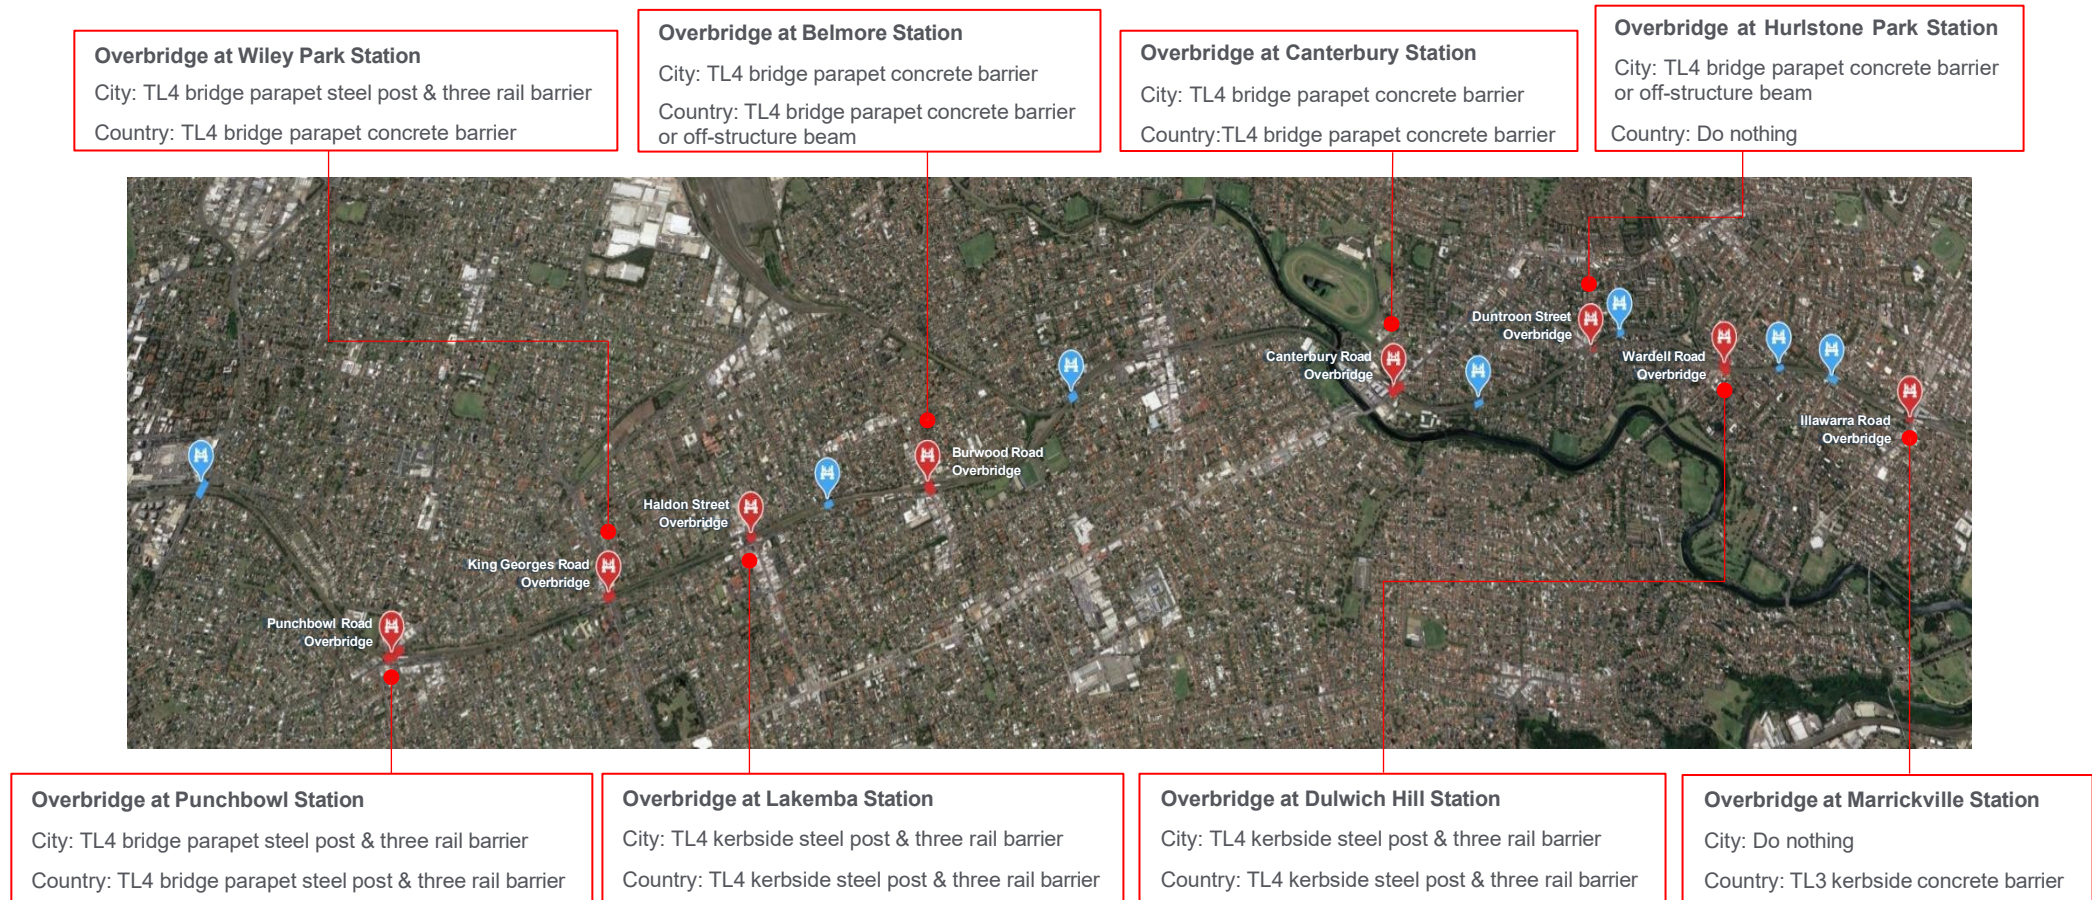 Overbridge at Wiley Park Station
City: TL4 bridge parapet steel post & three rail barrier
Country: TL4 bridge parapet concrete barrier
Overbridge at Belmore Station
City: TL4 bridge parapet concrete barrier
Country: TL4 bridge parapet concrete barrier
or off-structure beam
Overbridge at Canterbury Station
City: TL4 bridge parapet concrete barrier
Country:TL4 bridge parapet concrete barrier
Overbridge at Hurlstone Park Station
City: TL4 bridge parapet concrete barrier
or off-structure beam
Country: Do nothing
Duntroon Street
Overbridge
Canterbury Road
Overbridge
Wardell Road
Overbridge
Illawarra Road
Overbridge
Burwood Road
Overbridge
Haldon Street
Overbridge
King Georges Road
Overbridge
Punchbowl Road
Overbridge
Overbridge at Punchbowl Station
City: TL4 bridge parapet steel post & three rail barrier
Country: TL4 bridge parapet steel post & three rail barrier
Overbridge at Lakemba Station
City: TL4 kerbside steel post & three rail barrier
Country: TL4 kerbside steel post & three rail barrier
Overbridge at Dulwich Hill Station
City: TL4 kerbside steel post & three rail barrier
Country: TL4 kerbside steel post & three rail barrier
Overbridge at Marrickville Station
City: Do nothing
Country: TL3 kerbside concrete barrier